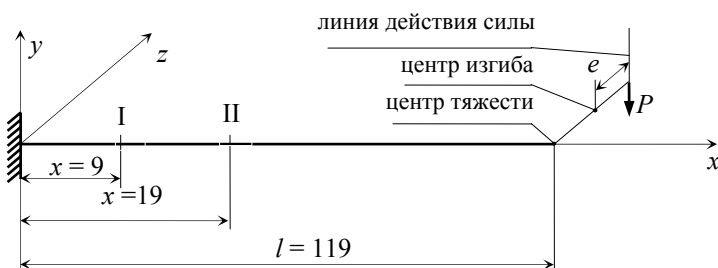 линия действия силы
y
z
центр изгиба
e
I
II
центр тяжести
P
x
x = 9
x =19
l = 119